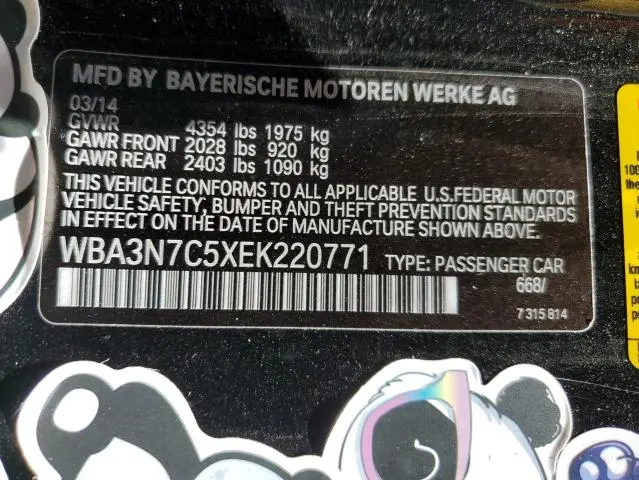 MFD BY BAYERISCHE MOTOREN WERKE AG
03/14
GVWR 4354 lbs 1975 kg
GAWR FRONT 2028 lbs 920 kg
GAWR REAR 2403 lbs 1090 kg
THIS VEHICLE CONFORMS TO ALL APPLICABLE U.S.FEDERAL MOTOR
VEHICLE SAFETY, BUMPER AND THEFT PREVENTION STANDARDS
IN EFFECT ON THE DATE OF MANUFACTURE SHOWN ABOVE.
WBA3N7C5XEK220771 TYPE: PASSENGER CAR
668/
7 315 814